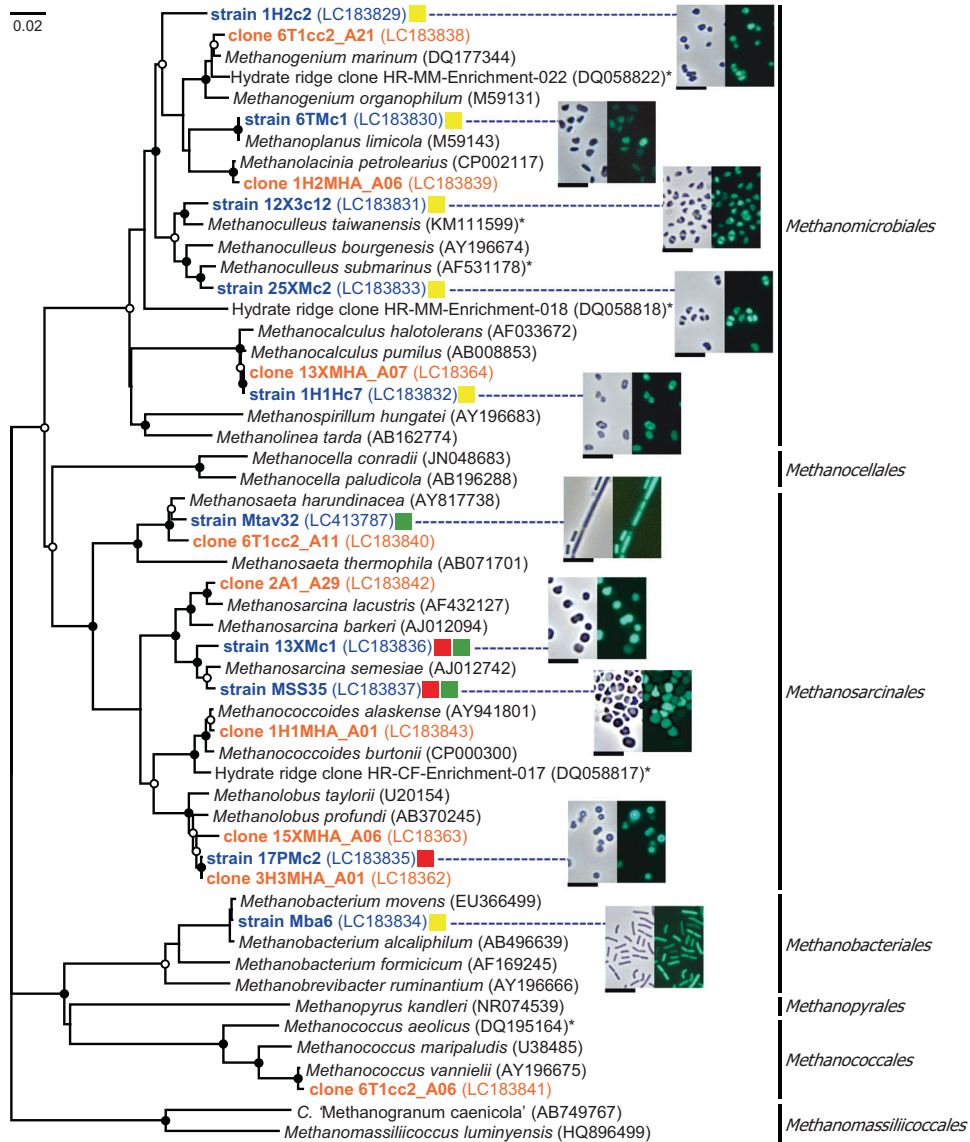 0.02
strain 1H2c2 (LC183829)
clone 6T1cc2_A21 (LC183838)
Methanogenium marinum (DQ177344)
Hydrate ridge clone HR-MM-Enrichment-022 (DQ058822)*
Methanogenium organophilum (M59131)
strain 6TMc1 (LC183830)
Methanoplanus limicola (M59143)
Methanolacinia petrolearius (CP002117)
clone 1H2MHA_A06 (LC183839)
strain 12X3c12 (LC183831)
Methanoculleus taiwanensis (KM111599)*
Methanoculleus bourgenesis (AY196674)
Methanoculleus submarinus (AF531178)*
strain 25XMc2 (LC183833)
Hydrate ridge clone HR-MM-Enrichment-018 (DQ058818)*
Methanocalculus halotolerans (AF033672)
Methanocalculus pumilus (AB008853)
clone 13XMHA_A07 (LC18364)
strain 1H1Hc7 (LC183832)
Methanospirillum hungatei (AY196683)
Methanolinea tarda (AB162774)
Methanomicrobiales
Methanocella conradii (JN048683)
Methanocella paludicola (AB196288)
Methanocellales
Methanosaeta harundinacea (AY817738)
strain Mtav32 (LC413787)
clone 6T1cc2_A11 (LC183840)
Methanosaeta thermophila (AB071701)
clone 2A1_A29 (LC183842)
Methanosarcina lacustris (AF432127)
Methanosarcina barkeri (AJ012094)
strain 13XMc1 (LC183836)
Methanosarcina semesiae (AJ012742)
strain MSS35 (LC183837)
Methanococcoides alaskense (AY941801)
clone 1H1MHA_A01 (LC183843)
Methanococcoides burtonii (CP000300)
Hydrate ridge clone HR-CF-Enrichment-017 (DQ058817)*
Methanolobus taylorii (U20154)
Methanolobus profundi (AB370245)
clone 15XMHA_A06 (LC18363)
strain 17PMc2 (LC183835)
clone 3H3MHA_A01 (LC18362)
Methanosarcinales
Methanobacterium movens (EU366499)
strain Mba6 (LC183834)
Methanobacterium alcaliphilum (AB496639)
Methanobacterium formicicum (AF169245)
Methanobrevibacter ruminantium (AY196666)
Methanobacteriales
Methanopyrus kandleri (NR074539)
Methanopyrales
Methanococcus aeolicus (DQ195164)*
Methanococcus maripaludis (U38485)
Methanococcus vannielii (AY196675)
clone 6T1cc2_A06 (LC183841)
Methanococcales
C. 'Methanogranum caenicola' (AB749767)
Methanomassiliicoccus luminyensis (HQ896499)
Methanomassiliicoccales